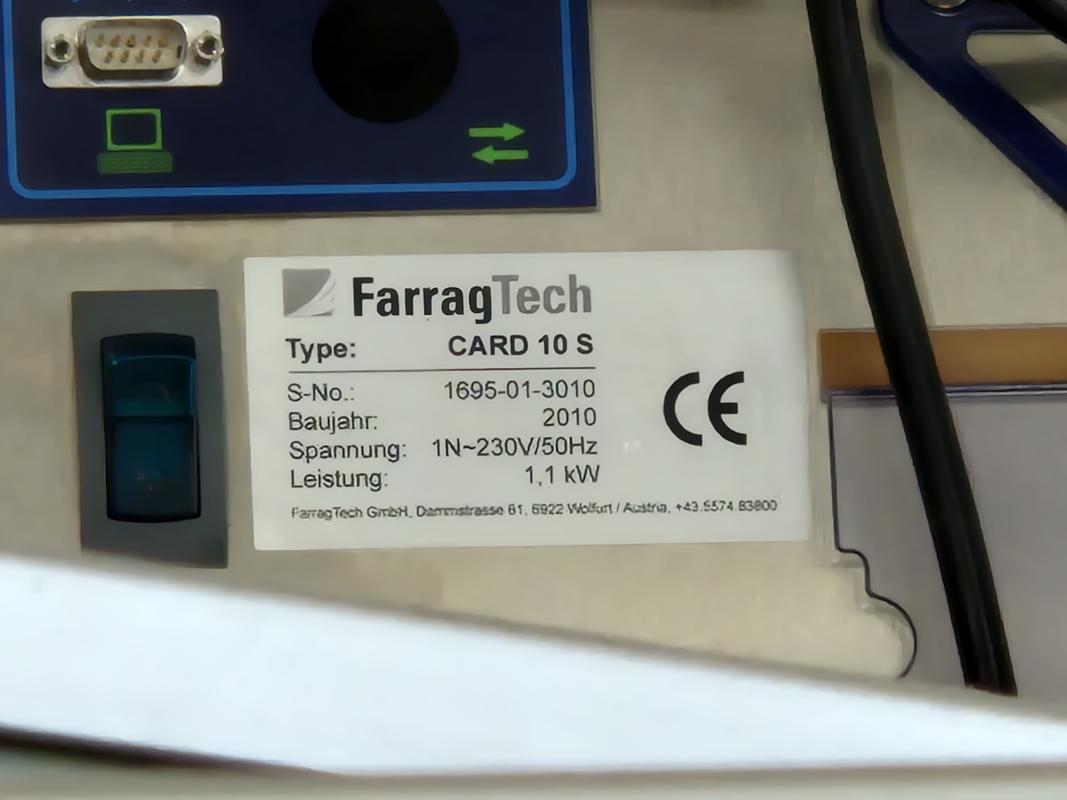 FarragTech
Type: CARD 10 S
S-No.: 1695-01-3010
Baujahr: 2010
Spannung: 1N~230V/50Hz
Leistung: 1,1 kW
FarragTech GmbH, Dammstrasse 61, 6922 Wolfurt / Austria, +43.5574.83800
CE